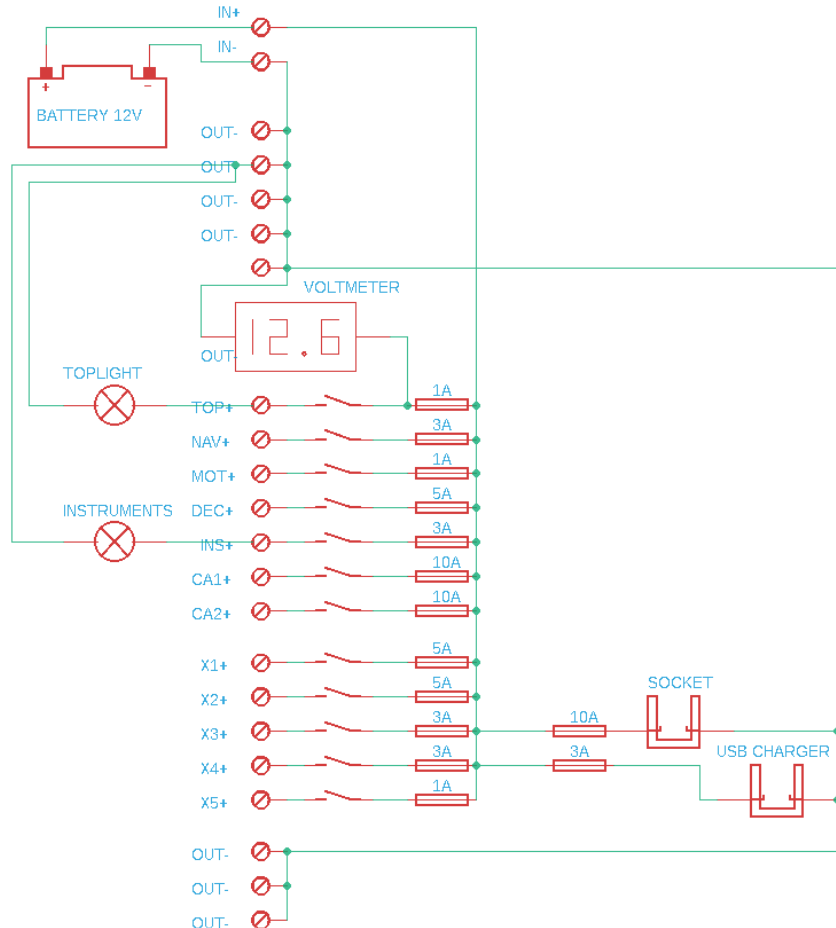 IN+
IN-
+ -
BATTERY 12V
OUT-
OUT-
OUT-
OUT-
VOLTMETER
12.6
OUT-
TOPLIGHT
1A
TOP+
3A
NAV+
1A
MOT+
5A
INSTRUMENTS
DEC+
3A
INS+
10A
CA1+
10A
CA2+
5A
X1+
5A
SOCKET
X2+
3A
10A
X3+
3A
3A
USB CHARGER
X4+
1A
X5+
OUT-
OUT-
OUT-